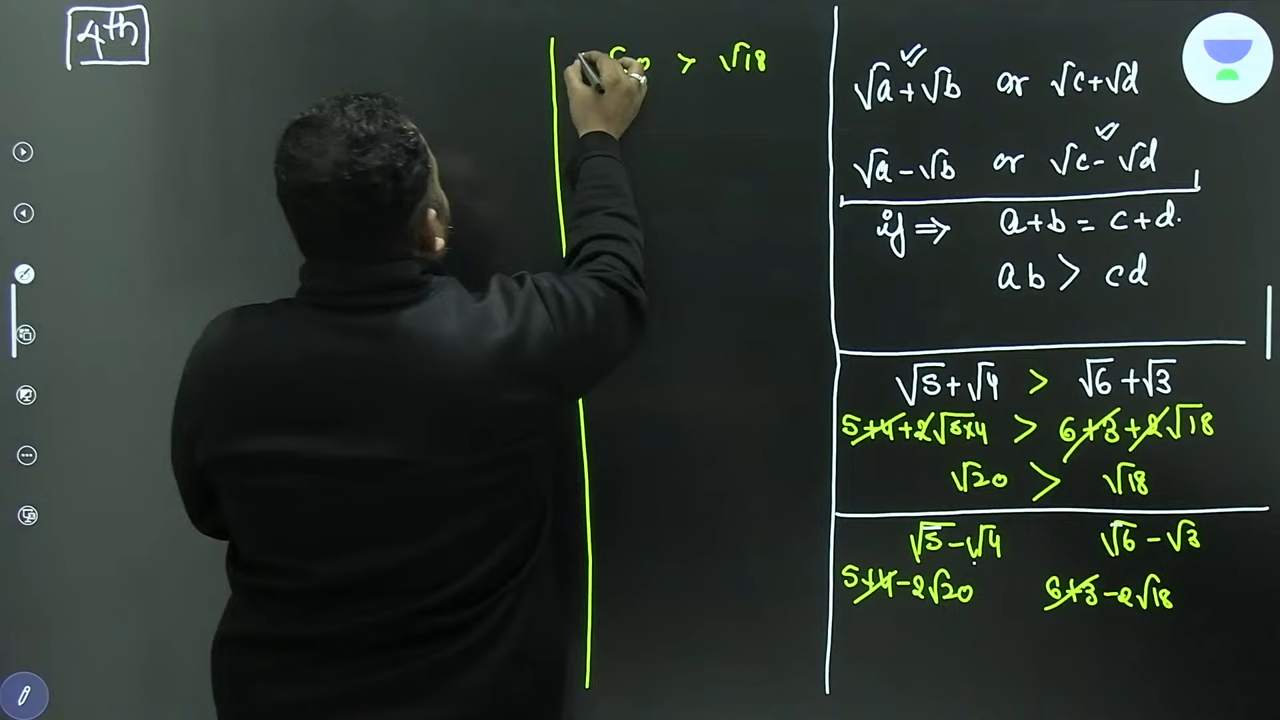 4th
> √18
√a+√b or √c+√d
√a-√b or √c-√d
if ⇒ a+b = c+d.
ab > cd
√5+√4 > √6+√3
5+4+2√5×4 > 6+3+2√18
√20 > √18
√5-√4 √6-√3
5+4-2√20 6+3-2√18